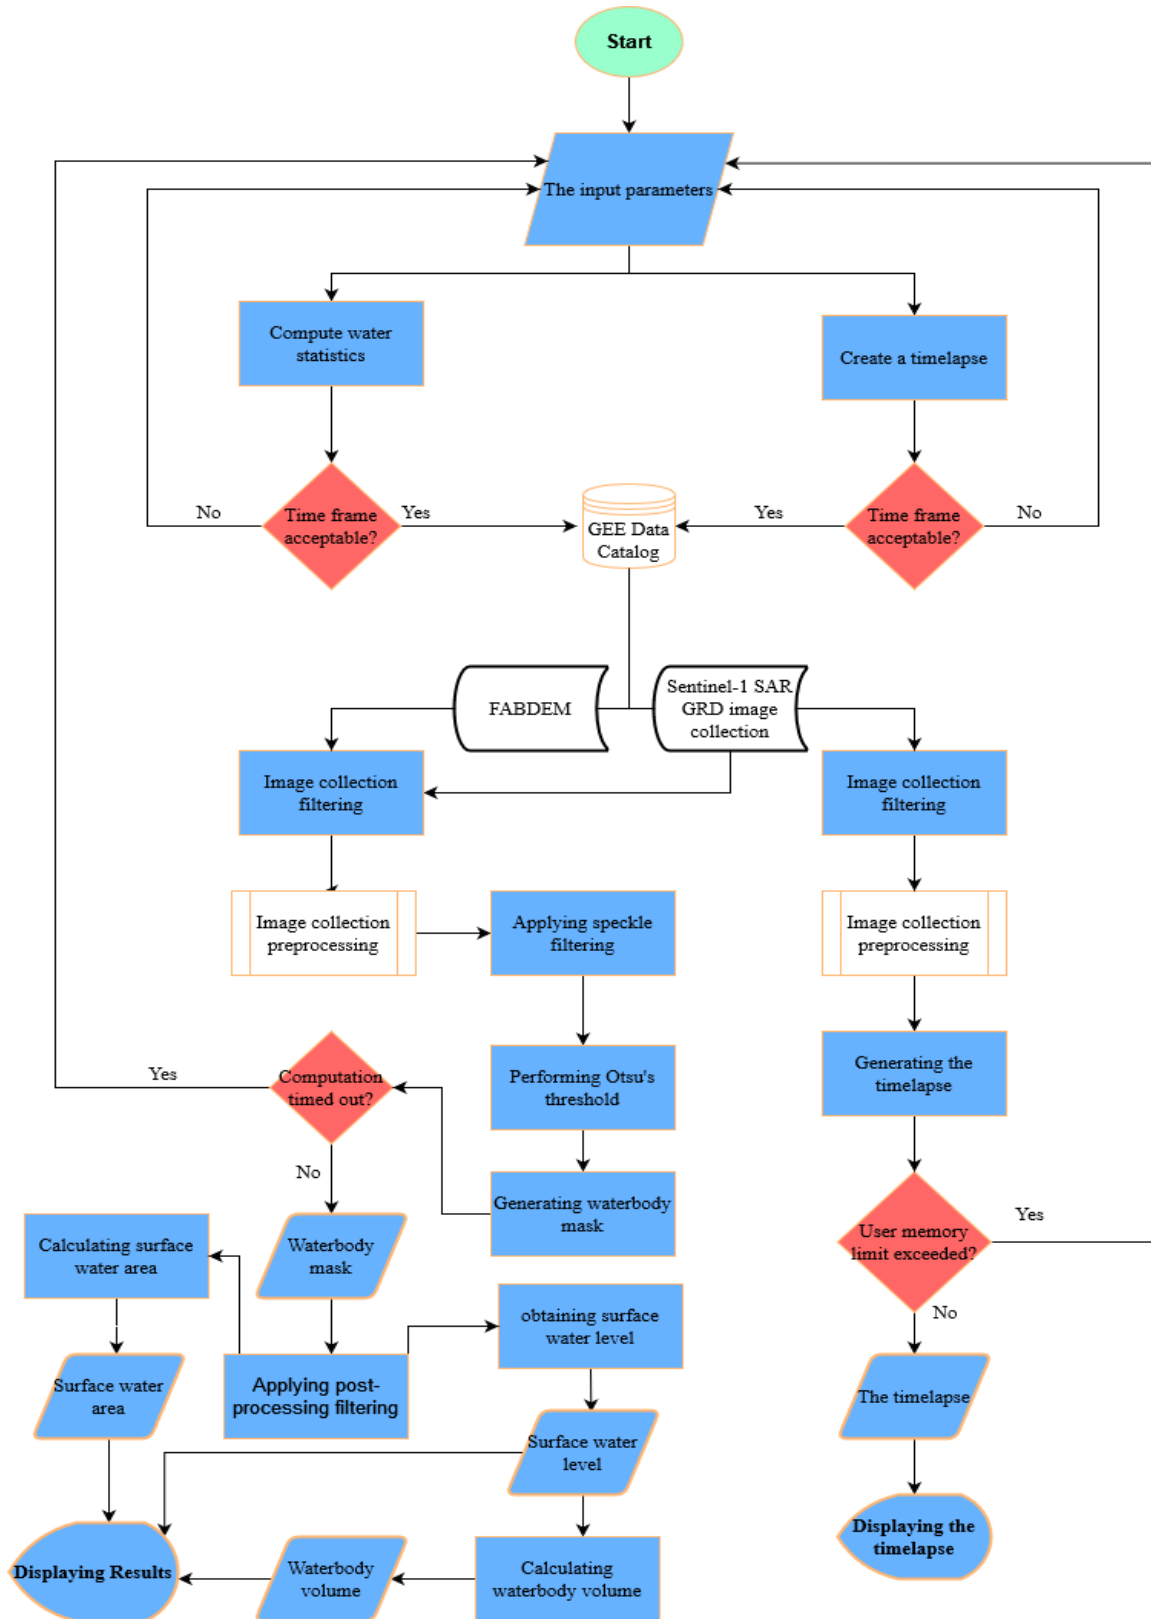 Start
The input parameters
Compute water
statistics
Create a timelapse
No
Time frame
acceptable?
Yes
GEE Data
Catalog
Yes
Time frame
acceptable?
No
FABDEM
Sentinel-1 SAR
GRD image
collection
Image collection
filtering
Image collection
filtering
Image collection
preprocessing
Applying speckle
filtering
Image collection
preprocessing
Yes
Computation
timed out?
Performing Otsu's
threshold
Generating the
timelapse
No
Generating waterbody
mask
Calculating surface
water area
Waterbody
mask
User memory
limit exceeded?
Yes
obtaining surface
water level
No
Surface water
area
Applying post-
processing filtering
The timelapse
Surface water
level
Displaying the
timelapse
Displaying Results
Waterbody
volume
Calculating
waterbody volume